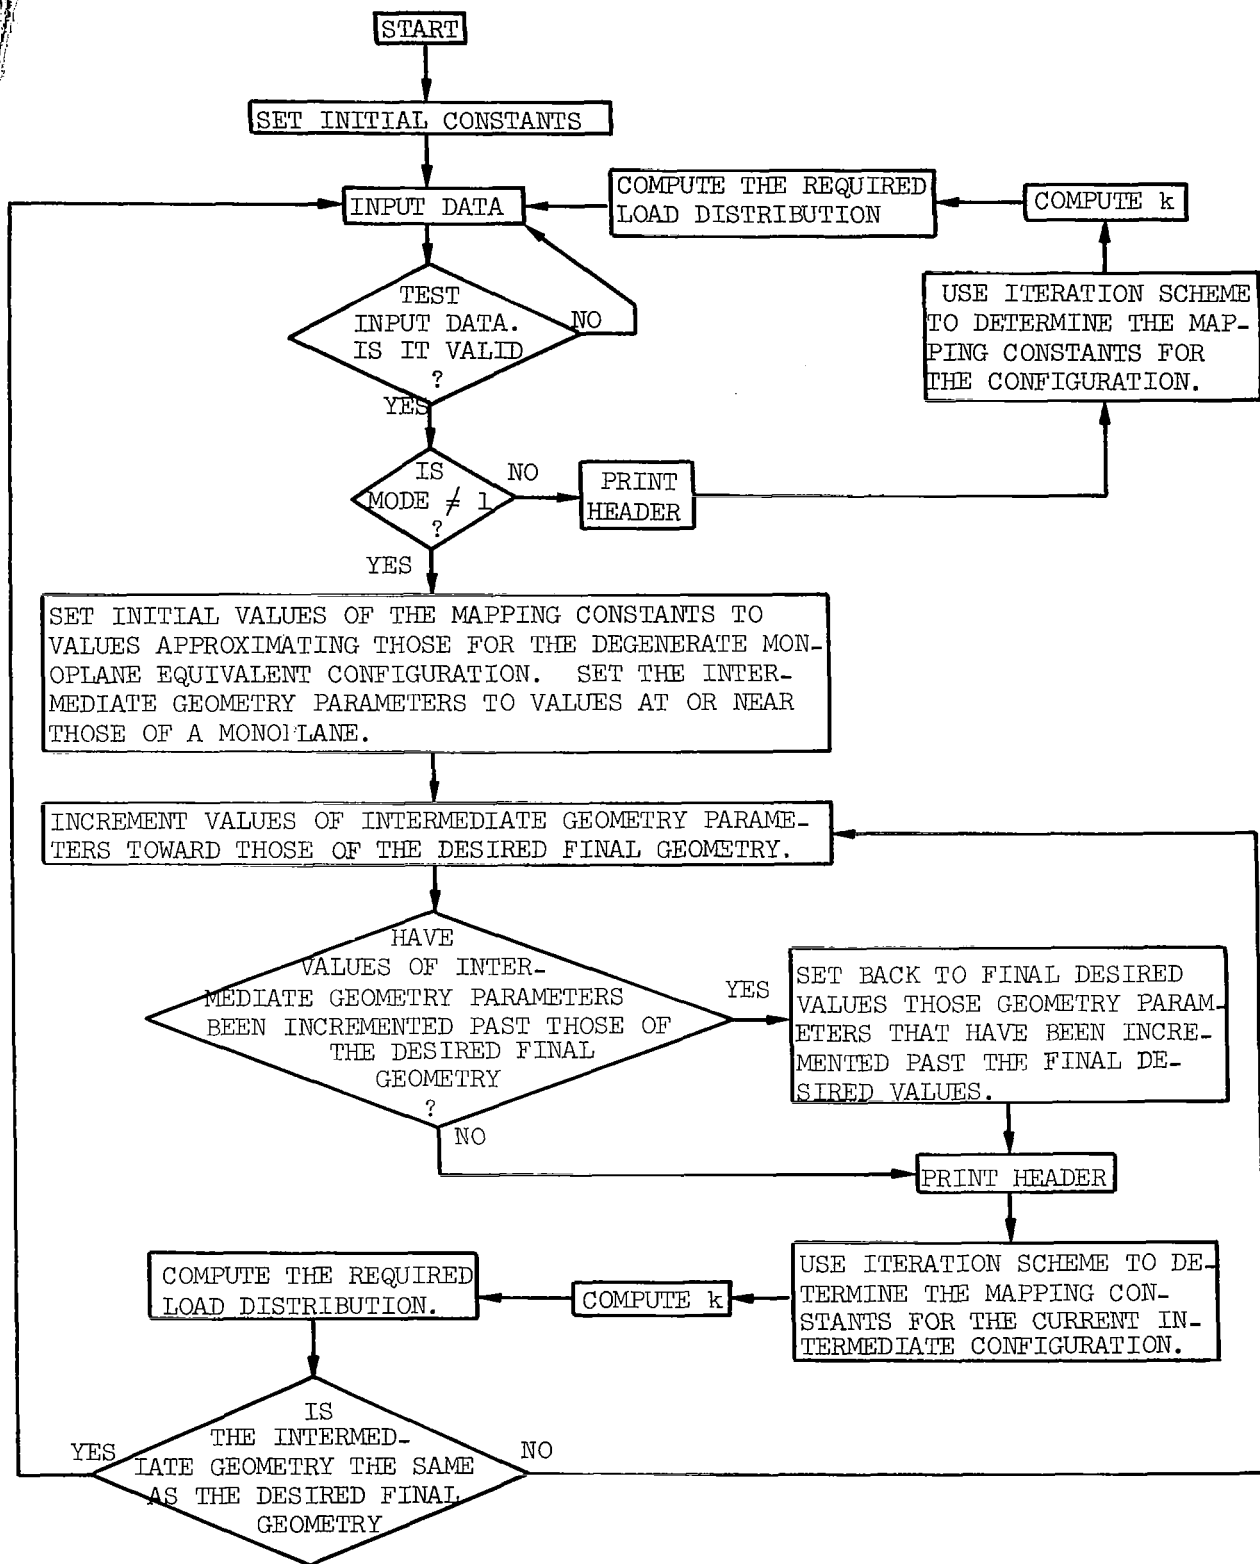 START
SET INITIAL CONSTANTS
INPUT DATA
COMPUTE THE REQUIRED
LOAD DISTRIBUTION
COMPUTE k
USE ITERATION SCHEME
TO DETERMINE THE MAP-
PING CONSTANTS FOR
THE CONFIGURATION.
TEST
INPUT DATA.
IS IT VALID
?
NO
YES
IS
MODE ≠ 1
?
NO
PRINT
HEADER
YES
SET INITIAL VALUES OF THE MAPPING CONSTANTS TO
VALUES APPROXIMATING THOSE FOR THE DEGENERATE MON-
OPLANE EQUIVALENT CONFIGURATION. SET THE INTER-
MEDIATE GEOMETRY PARAMETERS TO VALUES AT OR NEAR
THOSE OF A MONOPLANE.
INCREMENT VALUES OF INTERMEDIATE GEOMETRY PARAME-
TERS TOWARD THOSE OF THE DESIRED FINAL GEOMETRY.
HAVE
VALUES OF INTER-
MEDIATE GEOMETRY PARAMETERS
BEEN INCREMENTED PAST THOSE OF
THE DESIRED FINAL
GEOMETRY
?
YES
NO
SET BACK TO FINAL DESIRED
VALUES THOSE GEOMETRY PARAM-
ETERS THAT HAVE BEEN INCRE-
MENTED PAST THE FINAL DE-
SIRED VALUES.
PRINT HEADER
USE ITERATION SCHEME TO DE-
TERMINE THE MAPPING CON-
STANTS FOR THE CURRENT IN-
TERMEDIATE CONFIGURATION.
COMPUTE k
COMPUTE THE REQUIRED
LOAD DISTRIBUTION.
IS
THE INTERMED-
IATE GEOMETRY THE SAME
AS THE DESIRED FINAL
GEOMETRY
YES
NO